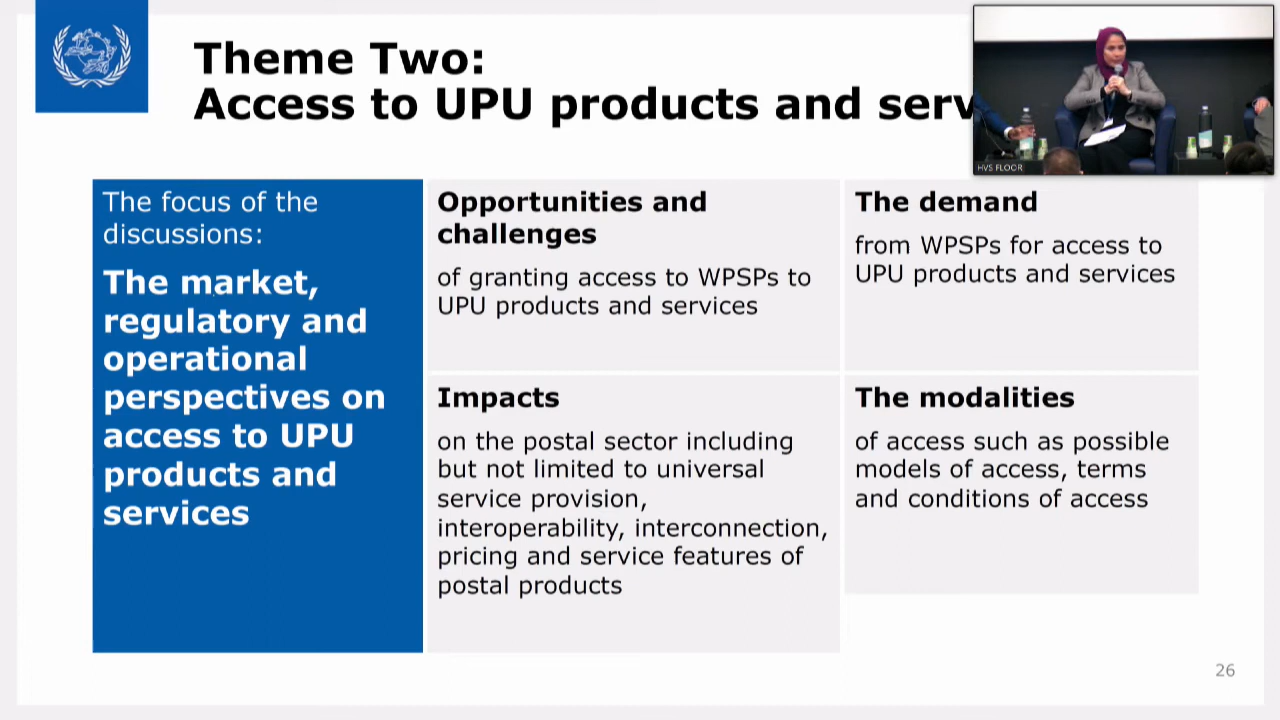 Theme Two:
Access to UPU products and serv
HVS FLOOR
The focus of the
discussions:
The market,
regulatory and
operational
perspectives on
access to UPU
products and
services
Opportunities and
challenges
of granting access to WPSPs to
UPU products and services
The demand
from WPSPs for access to
UPU products and services
Impacts
on the postal sector including
but not limited to universal
service provision,
interoperability, interconnection,
pricing and service features of
postal products
The modalities
of access such as possible
models of access, terms
and conditions of access
26